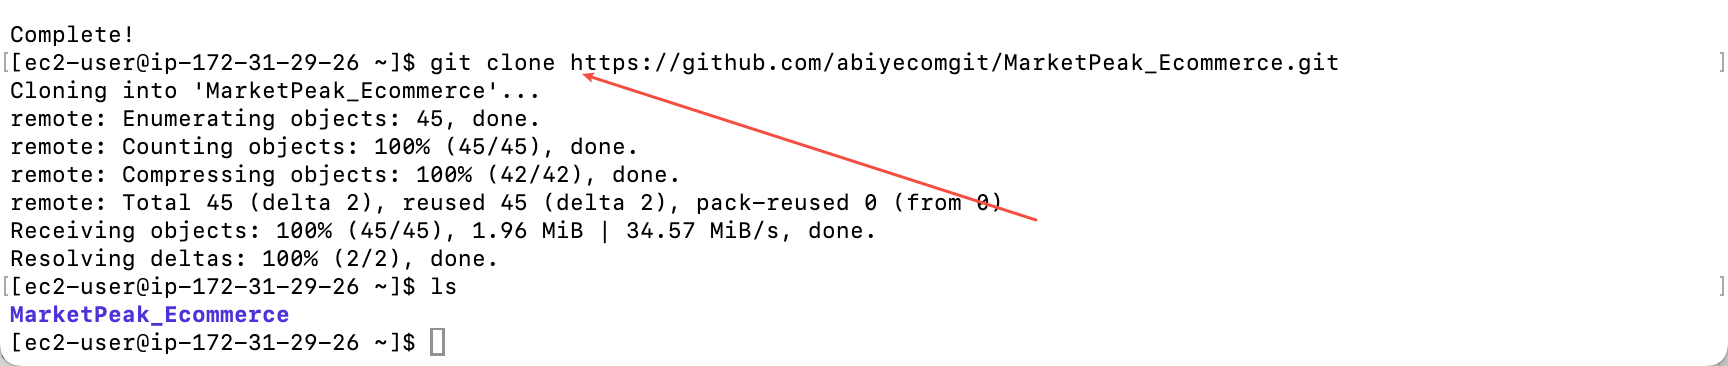 Complete!
[[ec2-user@ip-172-31-29-26 ~]$ git clone https://github.com/abiyecomgit/MarketPeak_Ecommerce.git ]
Cloning into 'MarketPeak_Ecommerce'...
remote: Enumerating objects: 45, done.
remote: Counting objects: 100% (45/45), done.
remote: Compressing objects: 100% (42/42), done.
remote: Total 45 (delta 2), reused 45 (delta 2), pack-reused 0 (from 0)
Receiving objects: 100% (45/45), 1.96 MiB | 34.57 MiB/s, done.
Resolving deltas: 100% (2/2), done.
[[ec2-user@ip-172-31-29-26 ~]$ ls ]
MarketPeak_Ecommerce
[ec2-user@ip-172-31-29-26 ~]$